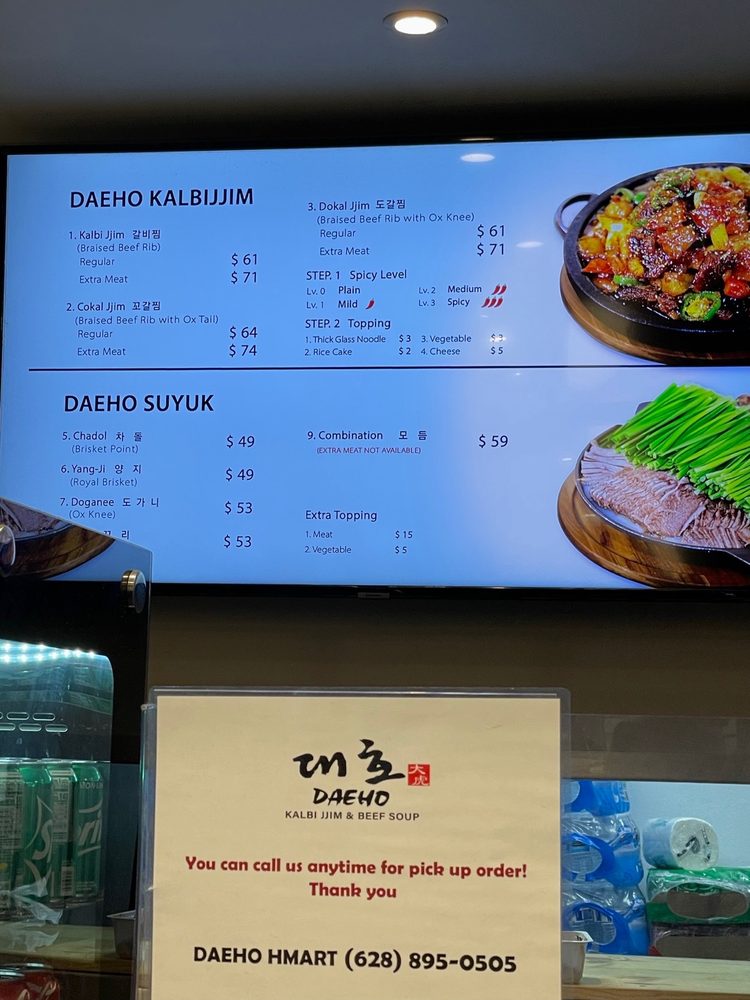 DAEHO KALBIJJIM
1. Kalbi Jjim 갈비찜
(Braised Beef Rib)
Regular $ 61
Extra Meat $ 71
2. Cokal Jjim 꼬갈찜
(Braised Beef Rib with Ox Tail)
Regular $ 64
Extra Meat $ 74
3. Dokal Jjim 도갈찜
(Braised Beef Rib with Ox Knee)
Regular $ 61
Extra Meat $ 71
STEP. 1 Spicy Level
Lv. 0 Plain Lv. 2 Medium
Lv. 1 Mild Lv. 3 Spicy
STEP. 2 Topping
1. Thick Glass Noodle $ 3 3. Vegetable $ 3
2. Rice Cake $ 2 4. Cheese $ 5
DAEHO SUYUK
5. Chadol 차 돌 $ 49
(Brisket Point)
6. Yang-Ji 양 지 $ 49
(Royal Brisket)
7. Doganee 도 가 니 $ 53
(Ox Knee)
리 $ 53
9. Combination 모 듬 $ 59
(EXTRA MEAT NOT AVAILABLE)
Extra Topping
1. Meat $ 15
2. Vegetable $ 5
대호
大虎
DAEHO
KALBI JJIM & BEEF SOUP
You can call us anytime for pick up order!
Thank you
DAEHO HMART (628) 895-0505